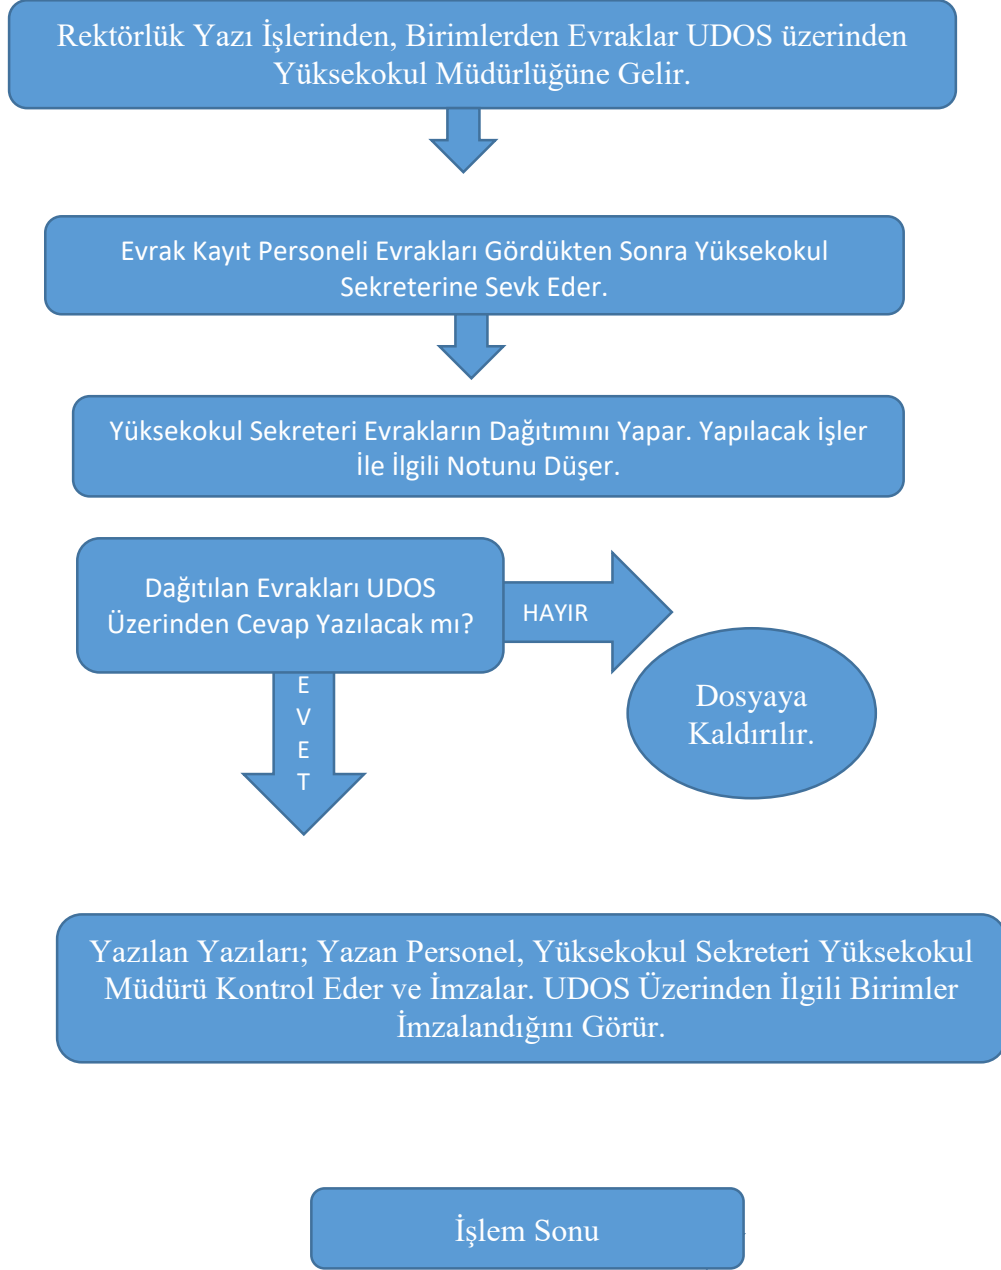 Rektörlük Yazı İşlerinden, Birimlerden Evraklar UDOS üzerinden
Yüksekokul Müdürlüğüne Gelir.
Evrak Kayıt Personeli Evrakları Gördükten Sonra Yüksekokul
Sekreterine Sevk Eder.
Yüksekokul Sekreteri Evrakların Dağıtımını Yapar. Yapılacak İşler
İle İlgili Notunu Düşer.
Dağıtılan Evrakları UDOS
Üzerinden Cevap Yazılacak mı?
HAYIR
E
V
E
T
Dosyaya
Kaldırılır.
Yazılan Yazıları; Yazan Personel, Yüksekokul Sekreteri Yüksekokul
Müdürü Kontrol Eder ve İmzalar. UDOS Üzerinden İlgili Birimler
İmzalandığını Görür.
İşlem Sonu